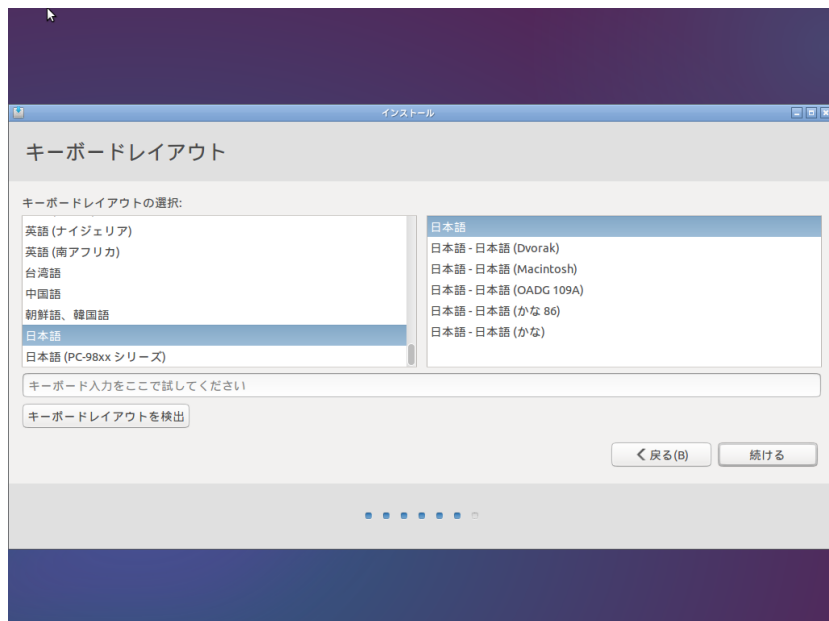 インストール
キーボードレイアウト
キーボードレイアウトの選択:
英語 (ナイジェリア)
英語 (南アフリカ)
台湾語
中国語
朝鮮語、韓国語
日本語
日本語 (PC-98xx シリーズ)
日本語
日本語 - 日本語 (Dvorak)
日本語 - 日本語 (Macintosh)
日本語 - 日本語 (OADG 109A)
日本語 - 日本語 (かな 86)
日本語 - 日本語 (かな)
キーボード入力をここで試してください
キーボードレイアウトを検出
戻る(B)
続ける